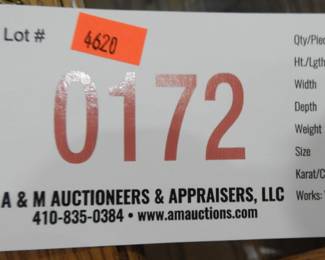 Lot #
4620
0172
A & M AUCTIONEERS & APPRAISERS, LLC
410-835-0384 • www.amauctions.com
Qty/Piec
Ht./Lgth
Width
Depth
Weight
Size
Karat/C
Works: